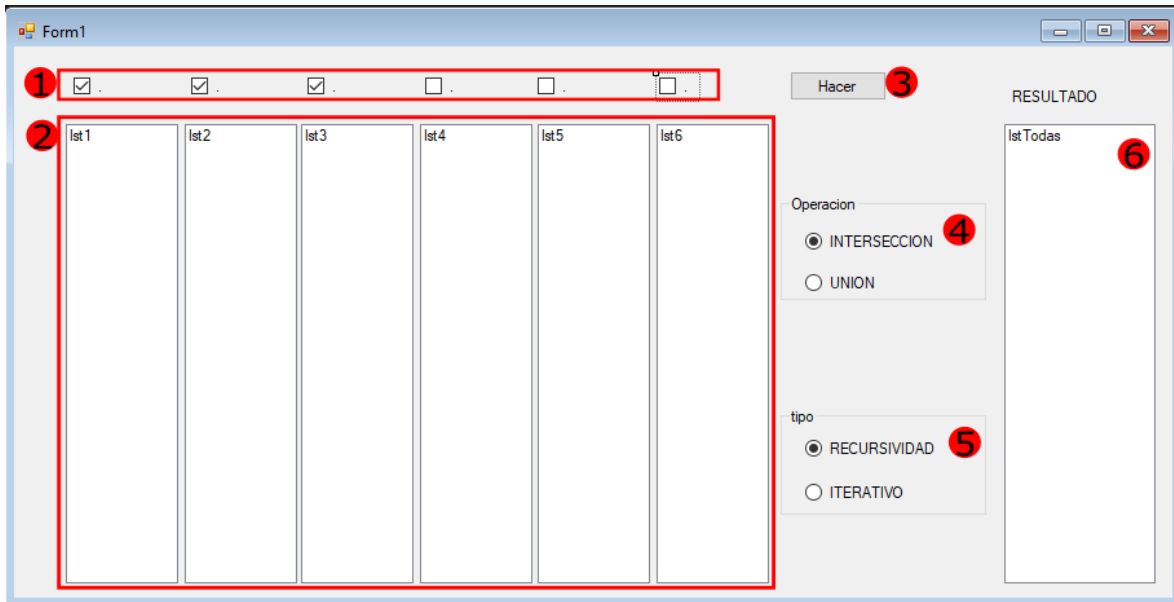 Form1
1 . . . . . . Hacer 3
RESULTADO
2 lst1 lst2 lst3 lst4 lst5 lst6 lstTodas
6
Operacion
INTERSECCION 4
UNION
tipo
RECURSIVIDAD 5
ITERATIVO